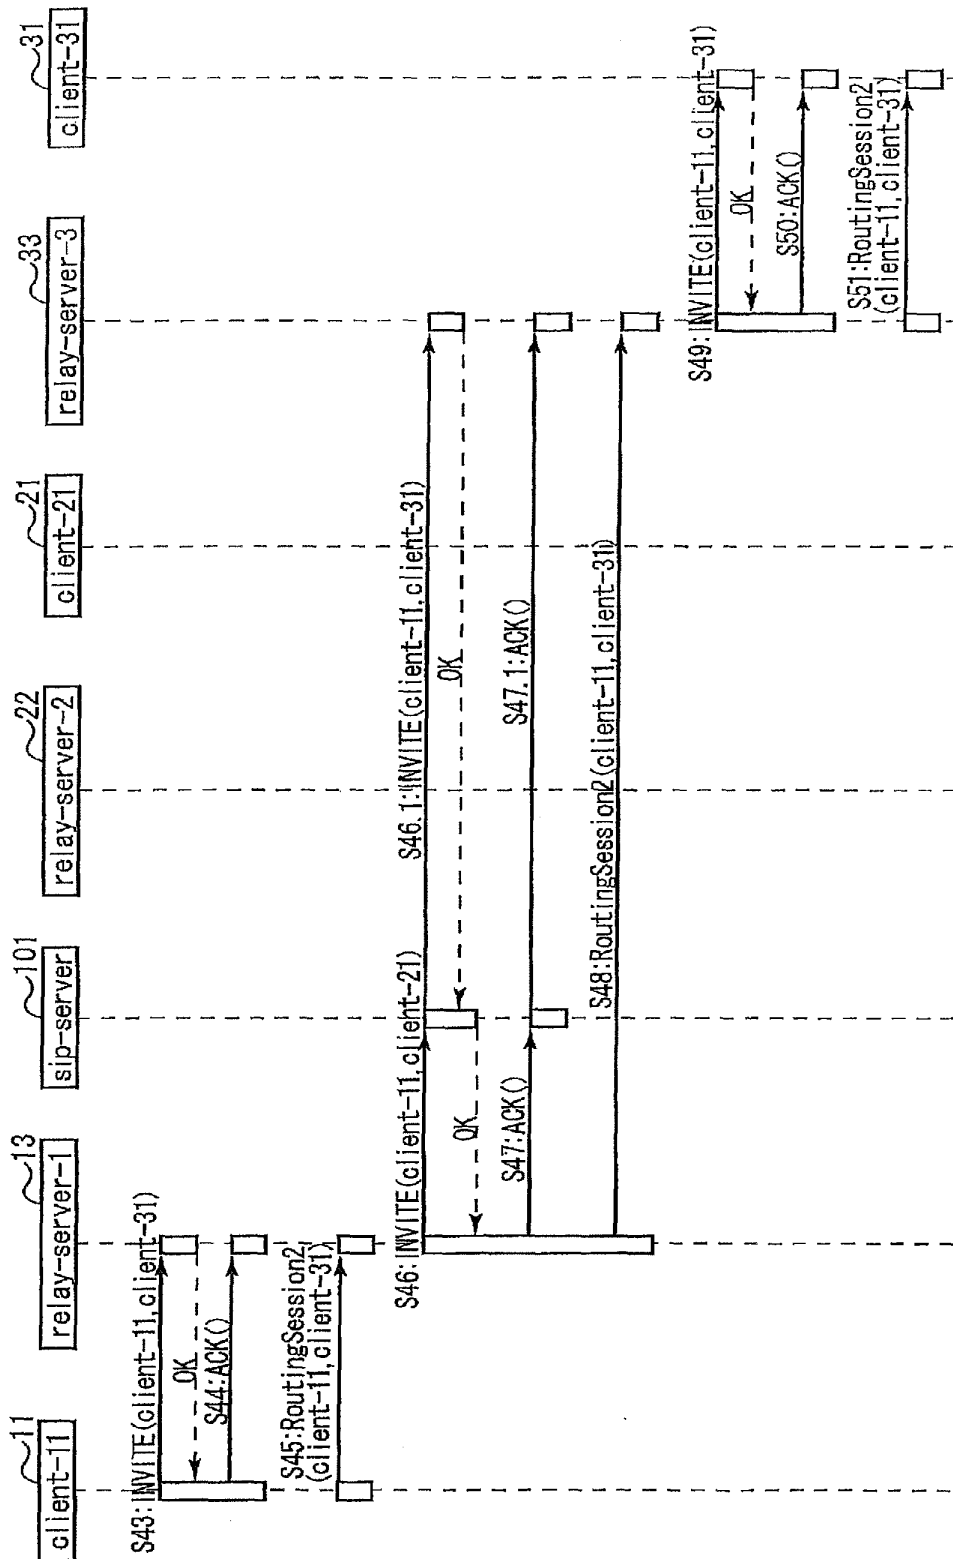 11
client-11
13
relay-server-1
101
sip-server
22
relay-server-2
21
client-21
33
relay-server-3
31
client-31
S43:INVITE(client-11,client-31)
OK
S44:ACK()
S45:RoutingSession2
(client-11,client-31)
S46:INVITE(client-11,client-21)
S46.1:INVITE(client-11,client-31)
OK
OK
S47:ACK()
S47.1:ACK()
S48:RoutingSession2(client-11,client-31)
S49:INVITE(client-11,client-31)
OK
S50:ACK()
S51:RoutingSession2
(client-11,client-31)